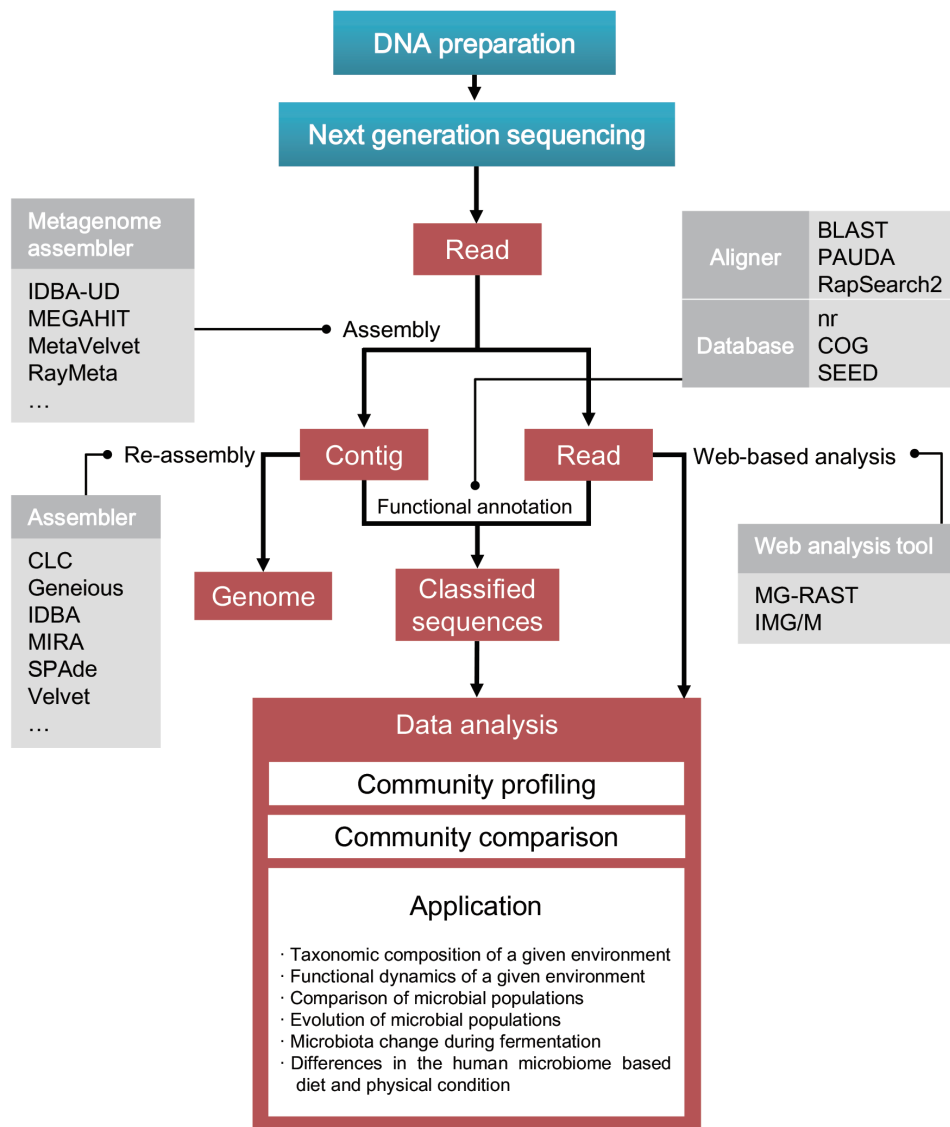 DNA preparation
Next generation sequencing
Metagenome
assembler
IDBA-UD
MEGAHIT
MetaVelvet
RayMeta
…
Read
Aligner
BLAST
PAUDA
RapSearch2
Database
nr
COG
SEED
Assembly
Re-assembly
Contig
Read
Web-based analysis
Functional annotation
Assembler
CLC
Geneious
IDBA
MIRA
SPAde
Velvet
…
Genome
Classified
sequences
Web analysis tool
MG-RAST
IMG/M
Data analysis
Community profiling
Community comparison
Application
· Taxonomic composition of a given environment
· Functional dynamics of a given environment
· Comparison of microbial populations
· Evolution of microbial populations
· Microbiota change during fermentation
· Differences in the human microbiome based
diet and physical condition